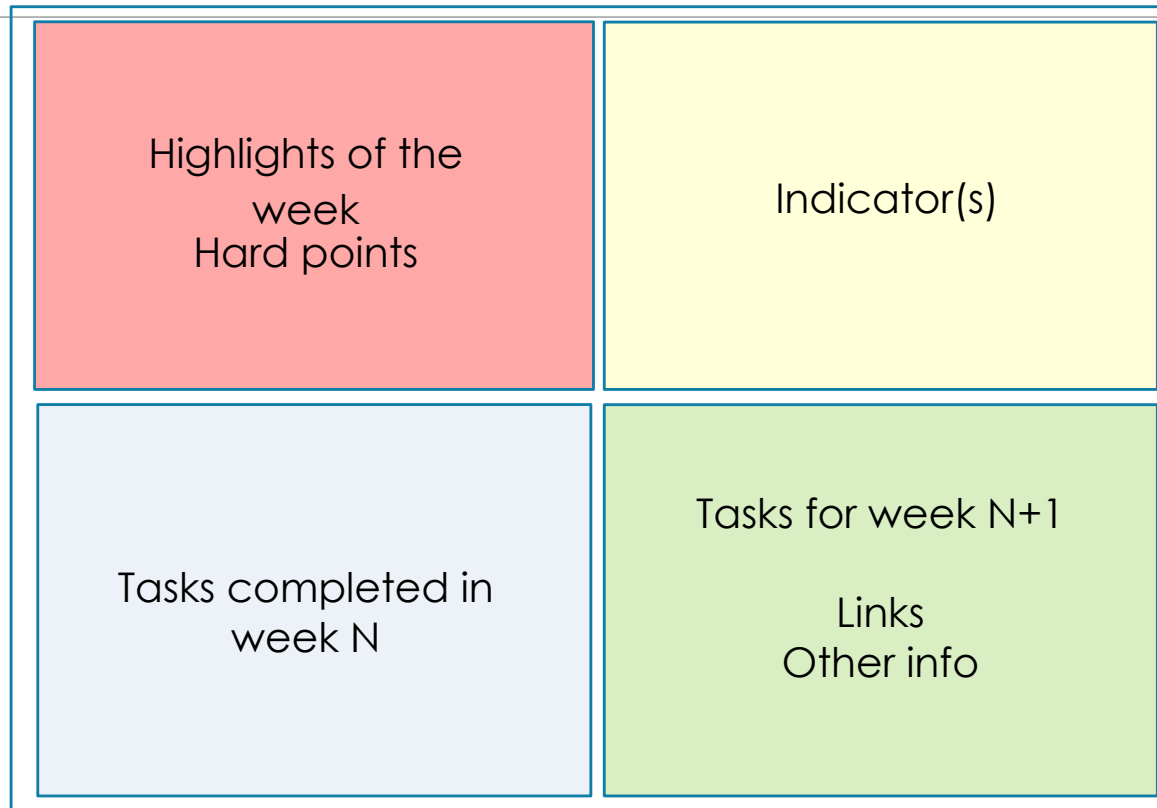 Highlights of the
week
Hard points
Indicator(s)
Tasks completed in
week N
Tasks for week N+1
Links
Other info